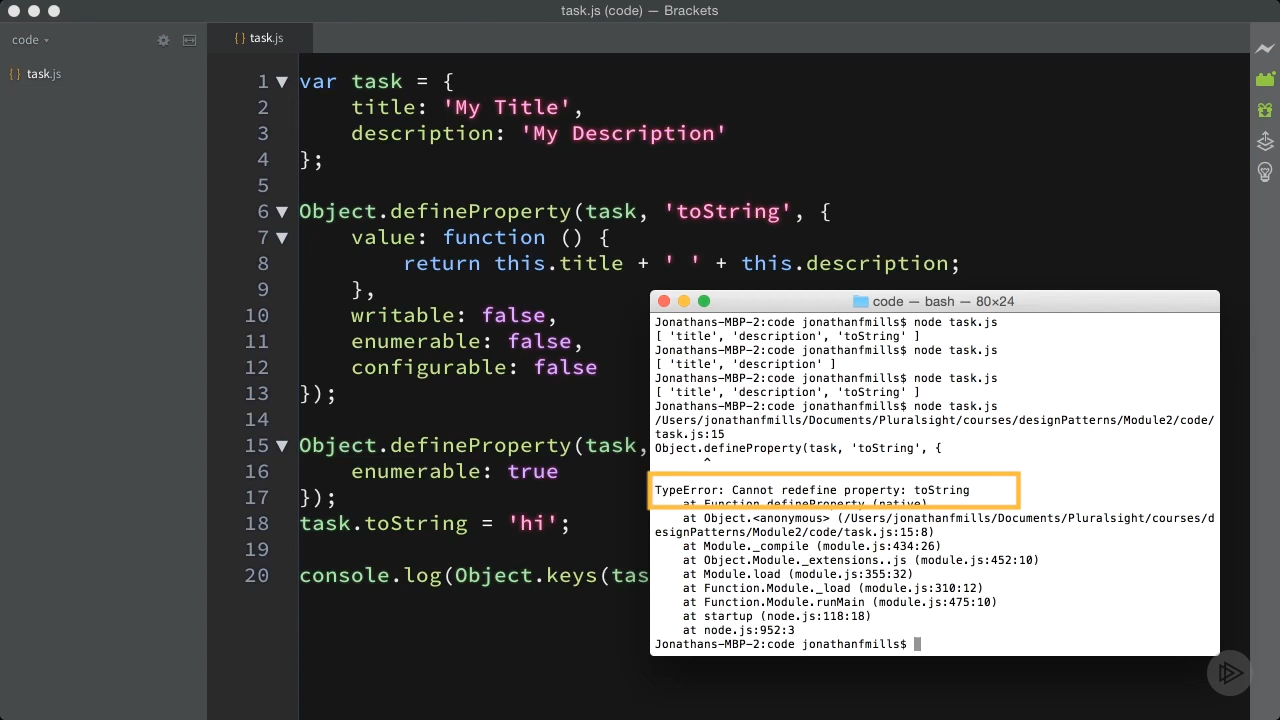 task.js (code) — Brackets
code
task.js
{ } task.js
{ } task.js
1 var task = {
2 title: 'My Title',
3 description: 'My Description'
4 };
5
6 Object.defineProperty(task, 'toString', {
7 value: function () {
8 return this.title + ' ' + this.description;
9 },
10 writable: false,
11 enumerable: false,
12 configurable: false
13 });
14
15 Object.defineProperty(task,
16 enumerable: true
17 });
18 task.toString = 'hi';
19
20 console.log(Object.keys(tas
code — bash — 80×24
Jonathans-MBP-2:code jonathanfmills$ node task.js
[ 'title', 'description', 'toString' ]
Jonathans-MBP-2:code jonathanfmills$ node task.js
[ 'title', 'description' ]
Jonathans-MBP-2:code jonathanfmills$ node task.js
[ 'title', 'description', 'toString' ]
Jonathans-MBP-2:code jonathanfmills$ node task.js
/Users/jonathanfmills/Documents/Pluralsight/courses/designPatterns/Module2/code/
task.js:15
Object.defineProperty(task, 'toString', {
^
TypeError: Cannot redefine property: toString
at Function.defineProperty (native)
at Object.<anonymous> (/Users/jonathanfmills/Documents/Pluralsight/courses/d
esignPatterns/Module2/code/task.js:15:8)
at Module._compile (module.js:434:26)
at Object.Module._extensions..js (module.js:452:10)
at Module.load (module.js:355:32)
at Function.Module._load (module.js:310:12)
at Function.Module.runMain (module.js:475:10)
at startup (node.js:118:18)
at node.js:952:3
Jonathans-MBP-2:code jonathanfmills$